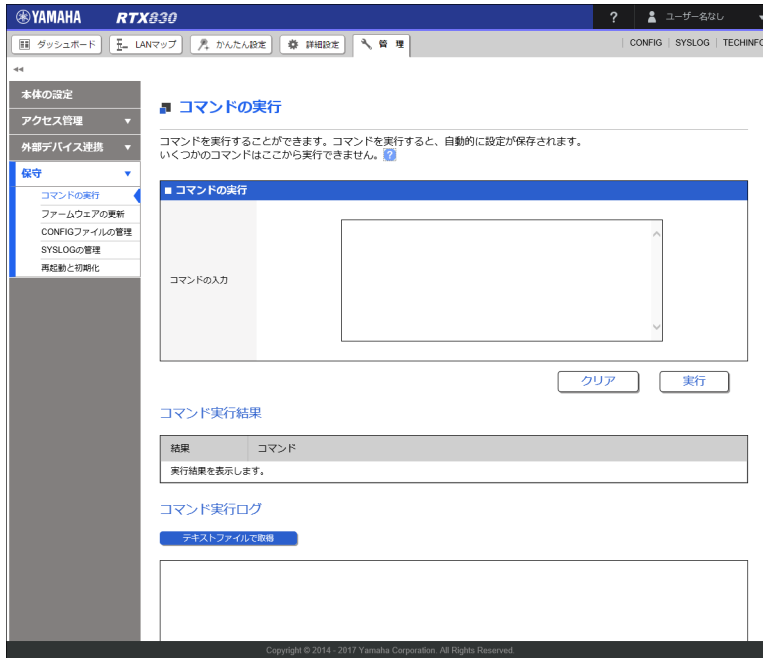 YAMAHA RTX830 ? ユーザー名なし
ダッシュボード LANマップ かんたん設定 詳細設定 管理 CONFIG SYSLOG TECHINFO
本体の設定
アクセス管理
外部デバイス連携
保守
コマンドの実行
ファームウェアの更新
CONFIGファイルの管理
SYSLOGの管理
再起動と初期化
コマンドの実行
コマンドを実行することができます。コマンドを実行すると、自動的に設定が保存されます。
いくつかのコマンドはここから実行できません。?
■ コマンドの実行
コマンドの入力
クリア 実行
コマンド実行結果
結果 コマンド
実行結果を表示します。
コマンド実行ログ
テキストファイルで取得
Copyright © 2014 - 2017 Yamaha Corporation. All Rights Reserved.